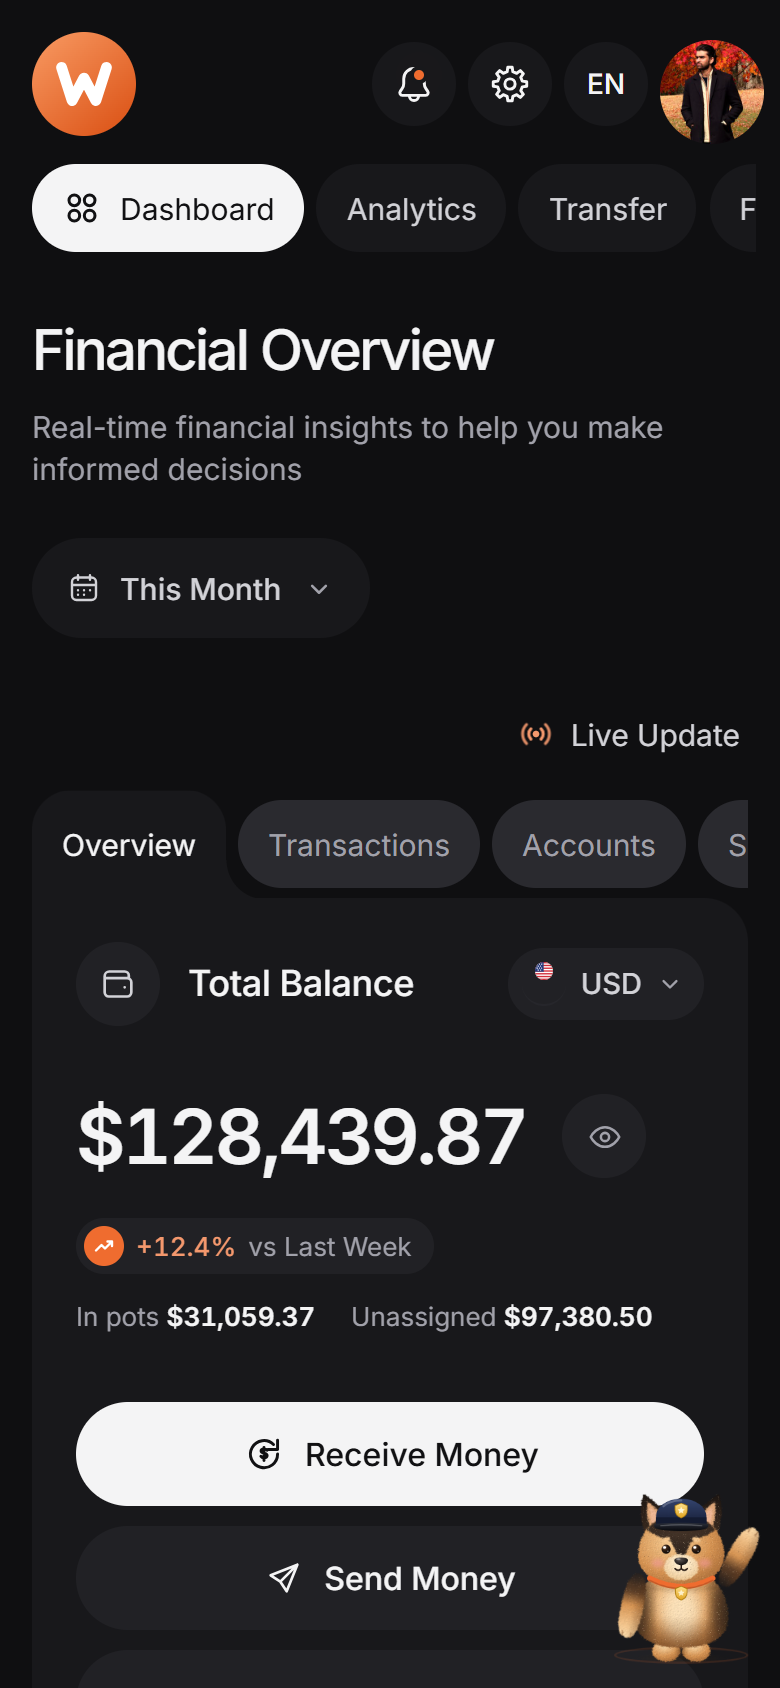 W
EN
Dashboard
Analytics
Transfer
F
Financial Overview
Real-time financial insights to help you make
informed decisions
This Month
Live Update
Overview
Transactions
Accounts
S
Total Balance
USD
$128,439.87
+12.4% vs Last Week
In pots $31,059.37
Unassigned $97,380.50
Receive Money
Send Money